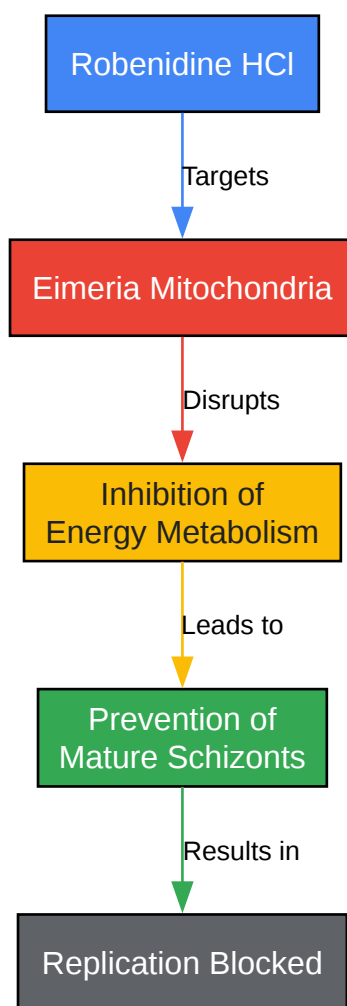 Robenidine HCl
Targets
Eimeria Mitochondria
Disrupts
Inhibition of
Energy Metabolism
Leads to
Prevention of
Mature Schizonts
Results in
Replication Blocked